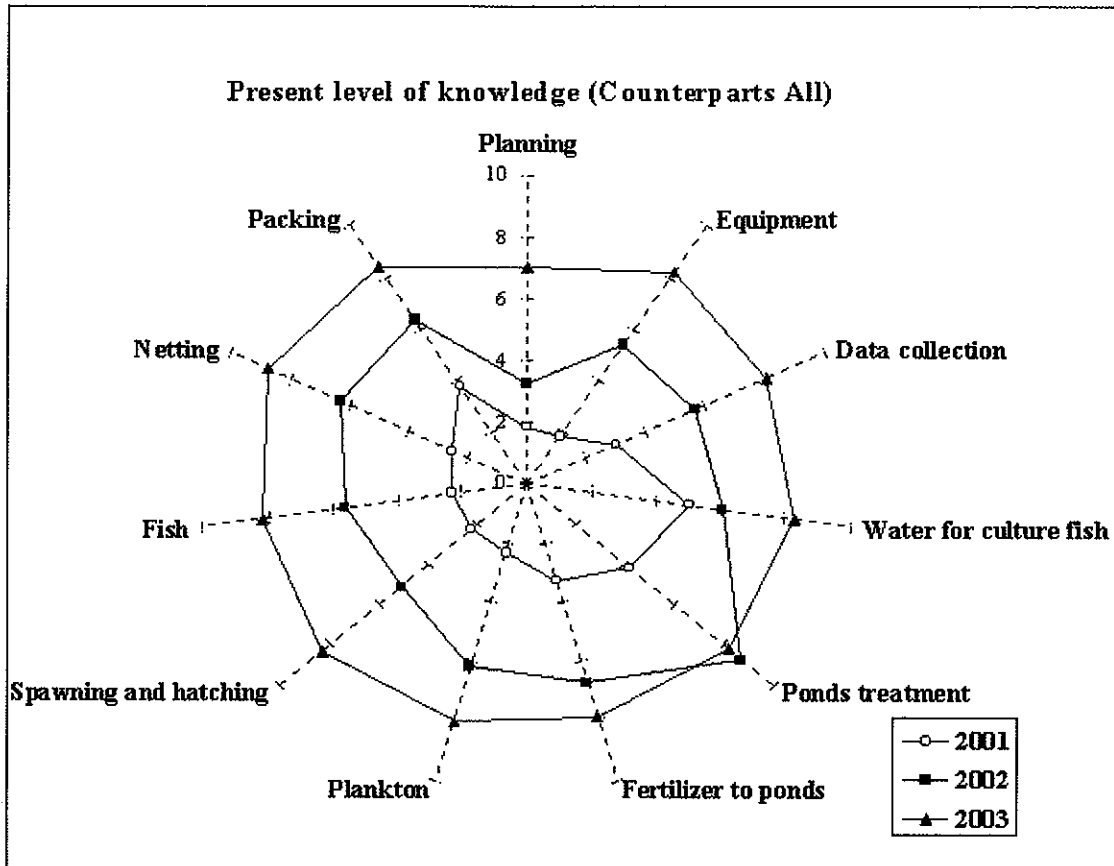 Present level of knowledge (Counterparts All)
Planning
10
Packing
Equipment
8
6
Netting
Data collection
4
2
0
Fish
Water for culture fish
Spawning and hatching
Ponds treatment
Plankton
Fertilizer to ponds
2001
2002
2003